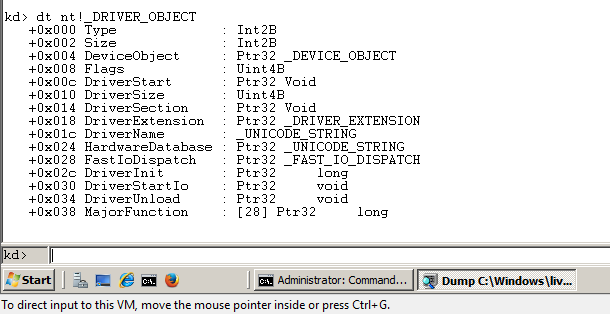 kd> dt nt!_DRIVER_OBJECT
+0x000 Type : Int2B
+0x002 Size : Int2B
+0x004 DeviceObject : Ptr32 _DEVICE_OBJECT
+0x008 Flags : Uint4B
+0x00c DriverStart : Ptr32 Void
+0x010 DriverSize : Uint4B
+0x014 DriverSection : Ptr32 Void
+0x018 DriverExtension : Ptr32 _DRIVER_EXTENSION
+0x01c DriverName : _UNICODE_STRING
+0x024 HardwareDatabase : Ptr32 _UNICODE_STRING
+0x028 FastIoDispatch : Ptr32 _FAST_IO_DISPATCH
+0x02c DriverInit : Ptr32 long
+0x030 DriverStartIo : Ptr32 void
+0x034 DriverUnload : Ptr32 void
+0x038 MajorFunction : [28] Ptr32 long
kd>
Start Administrator: Command... Dump C:\Windows\liv...
To direct input to this VM, move the mouse pointer inside or press Ctrl+G.